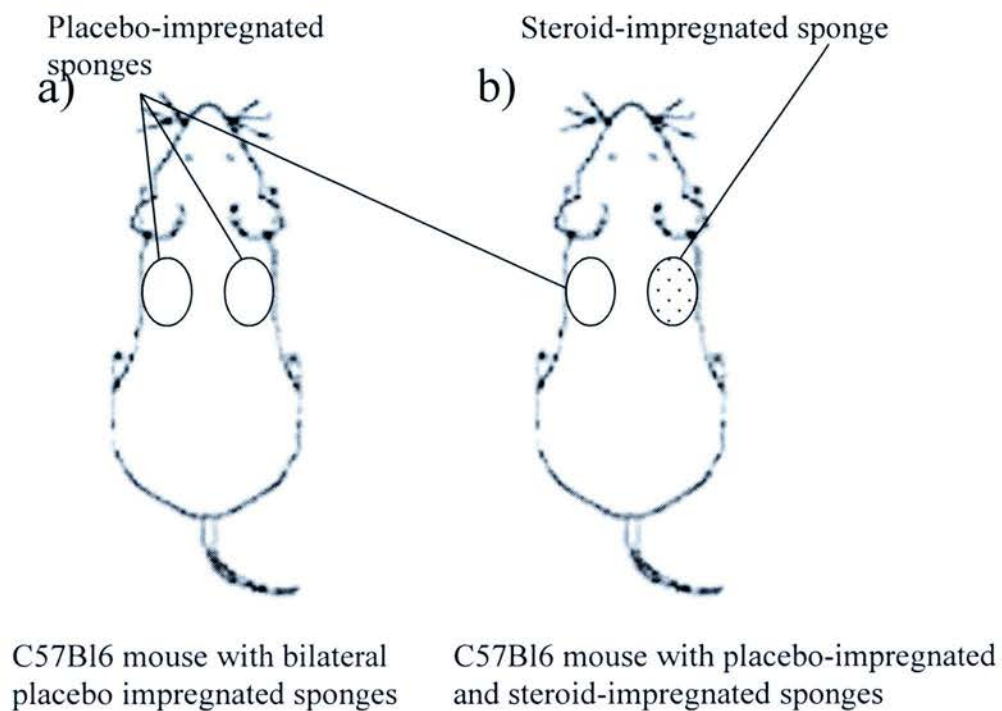 Placebo-impregnated
sponges
Steroid-impregnated sponge
a)
b)
C57Bl6 mouse with bilateral
placebo impregnated sponges
C57Bl6 mouse with placebo-impregnated
and steroid-impregnated sponges